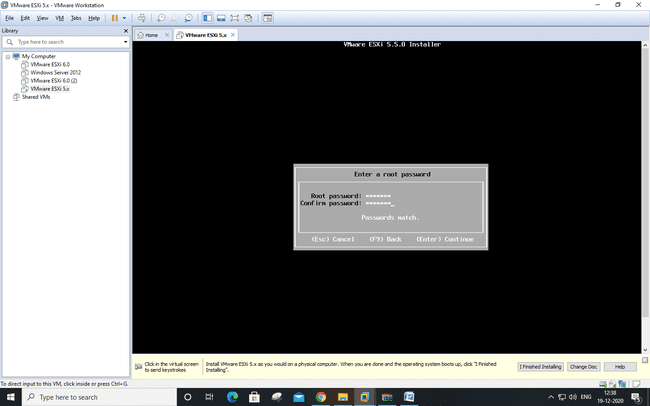 VMware ESXi 5.x - VMware Workstation
File Edit View VM Tabs Help
Library
Type here to search
My Computer
VMware ESXi 6.0
Windows Server 2012
VMware ESXi 6.0 (2)
VMware ESXi 5.x
Shared VMs
Home
VMware ESXi 5.x
VMware ESXi 5.5.0 Installer
Enter a root password
Root password: *******
Confirm password: *******_
Passwords match.
(Esc) Cancel (F9) Back (Enter) Continue
Click in the virtual screen
to send keystrokes
Install VMware ESXi 5.x as you would on a physical computer. When you are done and the operating system boots up, click "I Finished
Installing".
I Finished Installing
Change Disc
Help
To direct input to this VM, click inside or press Ctrl+G.
Type here to search
ENG
12:38
19-12-2020